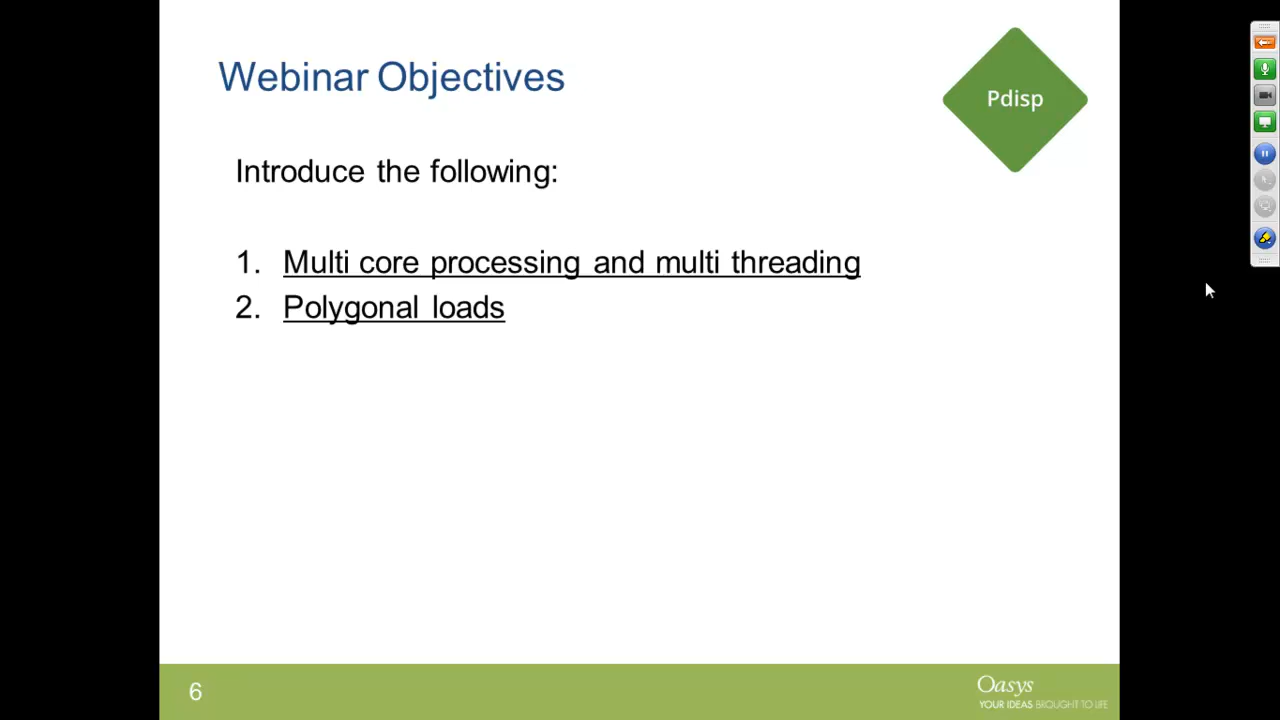 Webinar Objectives
Pdisp
Introduce the following:
1. Multi core processing and multi threading
2. Polygonal loads
6
Oasys
YOUR IDEAS BROUGHT TO LIFE